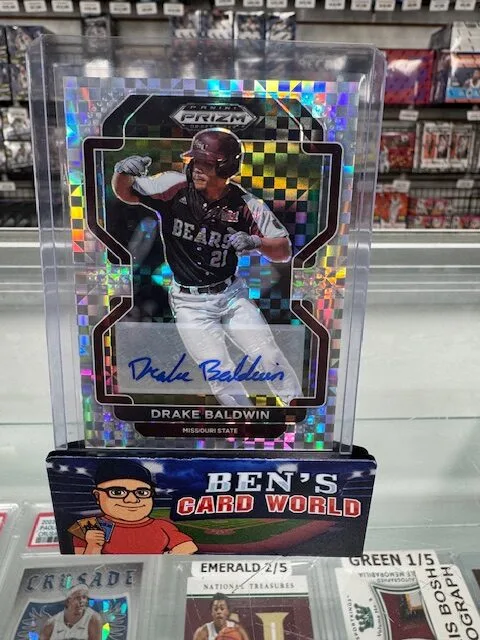 PANINI
PRIZM
BEARS
21
Drake Baldwin
DRAKE BALDWIN
MISSOURI STATE
BEN'S
CARD WORLD
CRUSADE
EMERALD 2/5
NATIONAL TREASURES
GREEN 1/5
BOSH